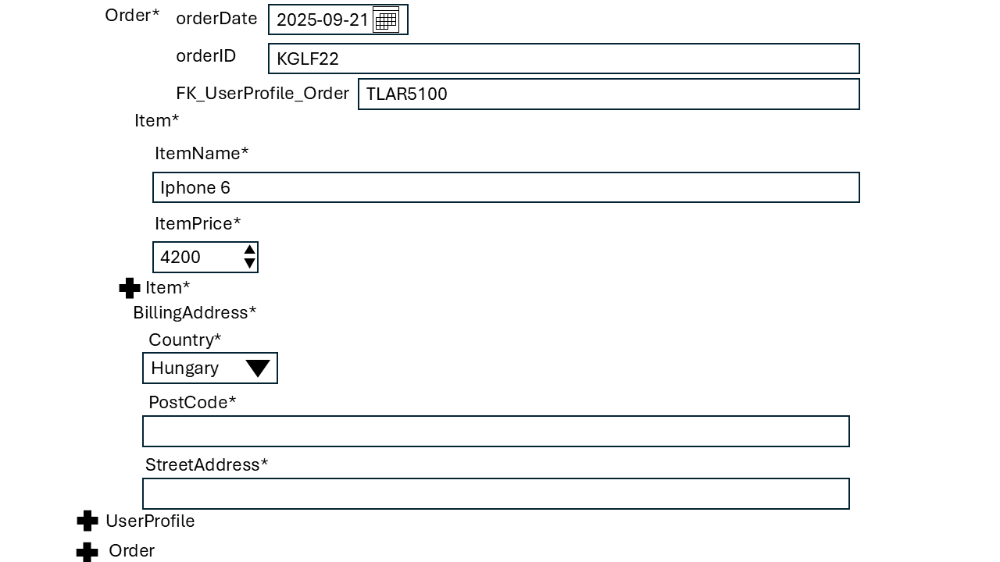 Order* orderDate 2025-09-21
orderID KGLF22
FK_UserProfile_Order TLAR5100
Item*
ItemName*
Iphone 6
ItemPrice*
4200
Item*
BillingAddress*
Country*
Hungary
PostCode*
StreetAddress*
UserProfile
Order